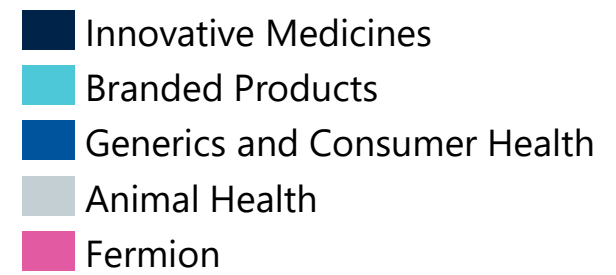 Innovative Medicines
Branded Products
Generics and Consumer Health
Animal Health
Fermion